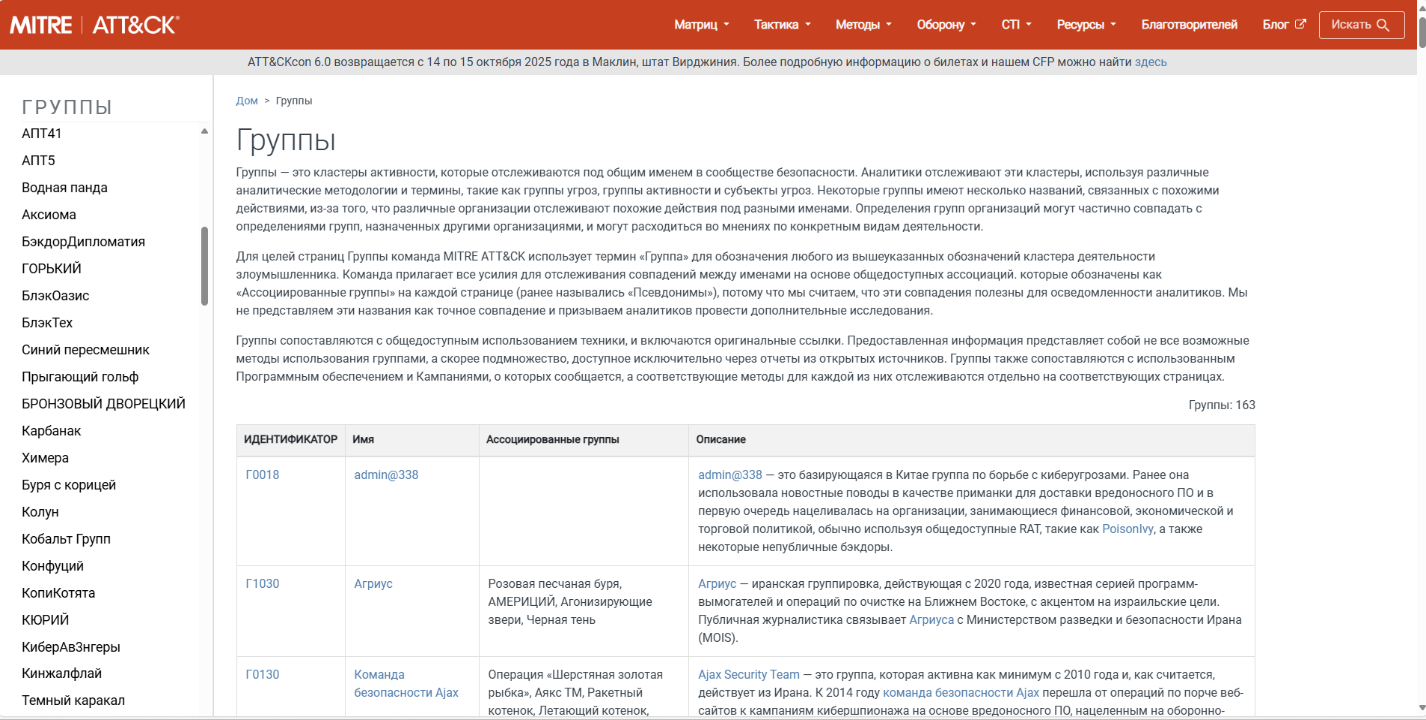 MITRE | ATT&CK®
Матриц Тактика Методы Оборону CTI Ресурсы Благотворителей Блог Искать
ATT&CKcon 6.0 возвращается с 14 по 15 октября 2025 года в Маклин, штат Вирджиния. Более подробную информацию о билетах и нашем CFP можно найти здесь
ГРУППЫ
АПТ41
АПТ5
Водная панда
Аксиома
БэкдорДипломатия
ГОРЬКИЙ
БлэкОазис
БлэкТех
Синий пересмешник
Прыгающий гольф
БРОНЗОВЫЙ ДВОРЕЦКИЙ
Карбанак
Химера
Буря с корицей
Колун
Кобальт Групп
Конфуций
КопиКотята
КЮРИЙ
КиберАв3нгеры
Кинжалфлай
Темный каракал
Дом > Группы
Группы
Группы — это кластеры активности, которые отслеживаются под общим именем в сообществе безопасности. Аналитики отслеживают эти кластеры, используя различные
аналитические методологии и термины, такие как группы угроз, группы активности и субъекты угроз. Некоторые группы имеют несколько названий, связанных с похожими
действиями, из-за того, что различные организации отслеживают похожие действия под разными именами. Определения групп организаций могут частично совпадать с
определениями групп, назначенных другими организациями, и могут расходиться во мнениях по конкретным видам деятельности.
Для целей страниц Группы команда MITRE ATT&CK использует термин «Группа» для обозначения любого из вышеуказанных обозначений кластера деятельности
злоумышленника. Команда прилагает все усилия для отслеживания совпадений между именами на основе общедоступных ассоциаций. которые обозначены как
«Ассоциированные группы» на каждой странице (ранее назывались «Псевдонимы»), потому что мы считаем, что эти совпадения полезны для осведомленности аналитиков. Мы
не представляем эти названия как точное совпадение и призываем аналитиков провести дополнительные исследования.
Группы сопоставляются с общедоступным использованием техники, и включаются оригинальные ссылки. Предоставленная информация представляет собой не все возможные
методы использования группами, а скорее подмножество, доступное исключительно через отчеты из открытых источников. Группы также сопоставляются с использованным
Программным обеспечением и Кампаниями, о которых сообщается, а соответствующие методы для каждой из них отслеживаются отдельно на соответствующих страницах.
Группы: 163
ИДЕНТИФИКАТОР Имя Ассоциированные группы Описание
Г0018 admin@338 admin@338 — это базирующаяся в Китае группа по борьбе с киберугрозами. Ранее она
использовала новостные поводы в качестве приманки для доставки вредоносного ПО и в
первую очередь нацеливалась на организации, занимающиеся финансовой, экономической и
торговой политикой, обычно используя общедоступные RAT, такие как PoisonIvy, а также
некоторые непубличные бэкдоры.
Г1030 Агриус Розовая песчаная буря, Агриус — иранская группировка, действующая с 2020 года, известная серией программ-
АМЕРИЦИЙ, Агонизирующие вымогателей и операций по очистке на Ближнем Востоке, с акцентом на израильские цели.
звери, Черная тень Публичная журналистика связывает Агриуса с Министерством разведки и безопасности Ирана
(MOIS).
Г0130 Команда Операция «Шерстяная золотая Ajax Security Team — это группа, которая активна как минимум с 2010 года и, как считается,
безопасности Ajax рыбка», Аякс ТМ, Ракетный действует из Ирана. К 2014 году команда безопасности Ajax перешла от операций по порче веб-
котенок, Летающий котенок, сайтов к кампаниям кибершпионажа на основе вредоносного ПО, нацеленным на оборонно-